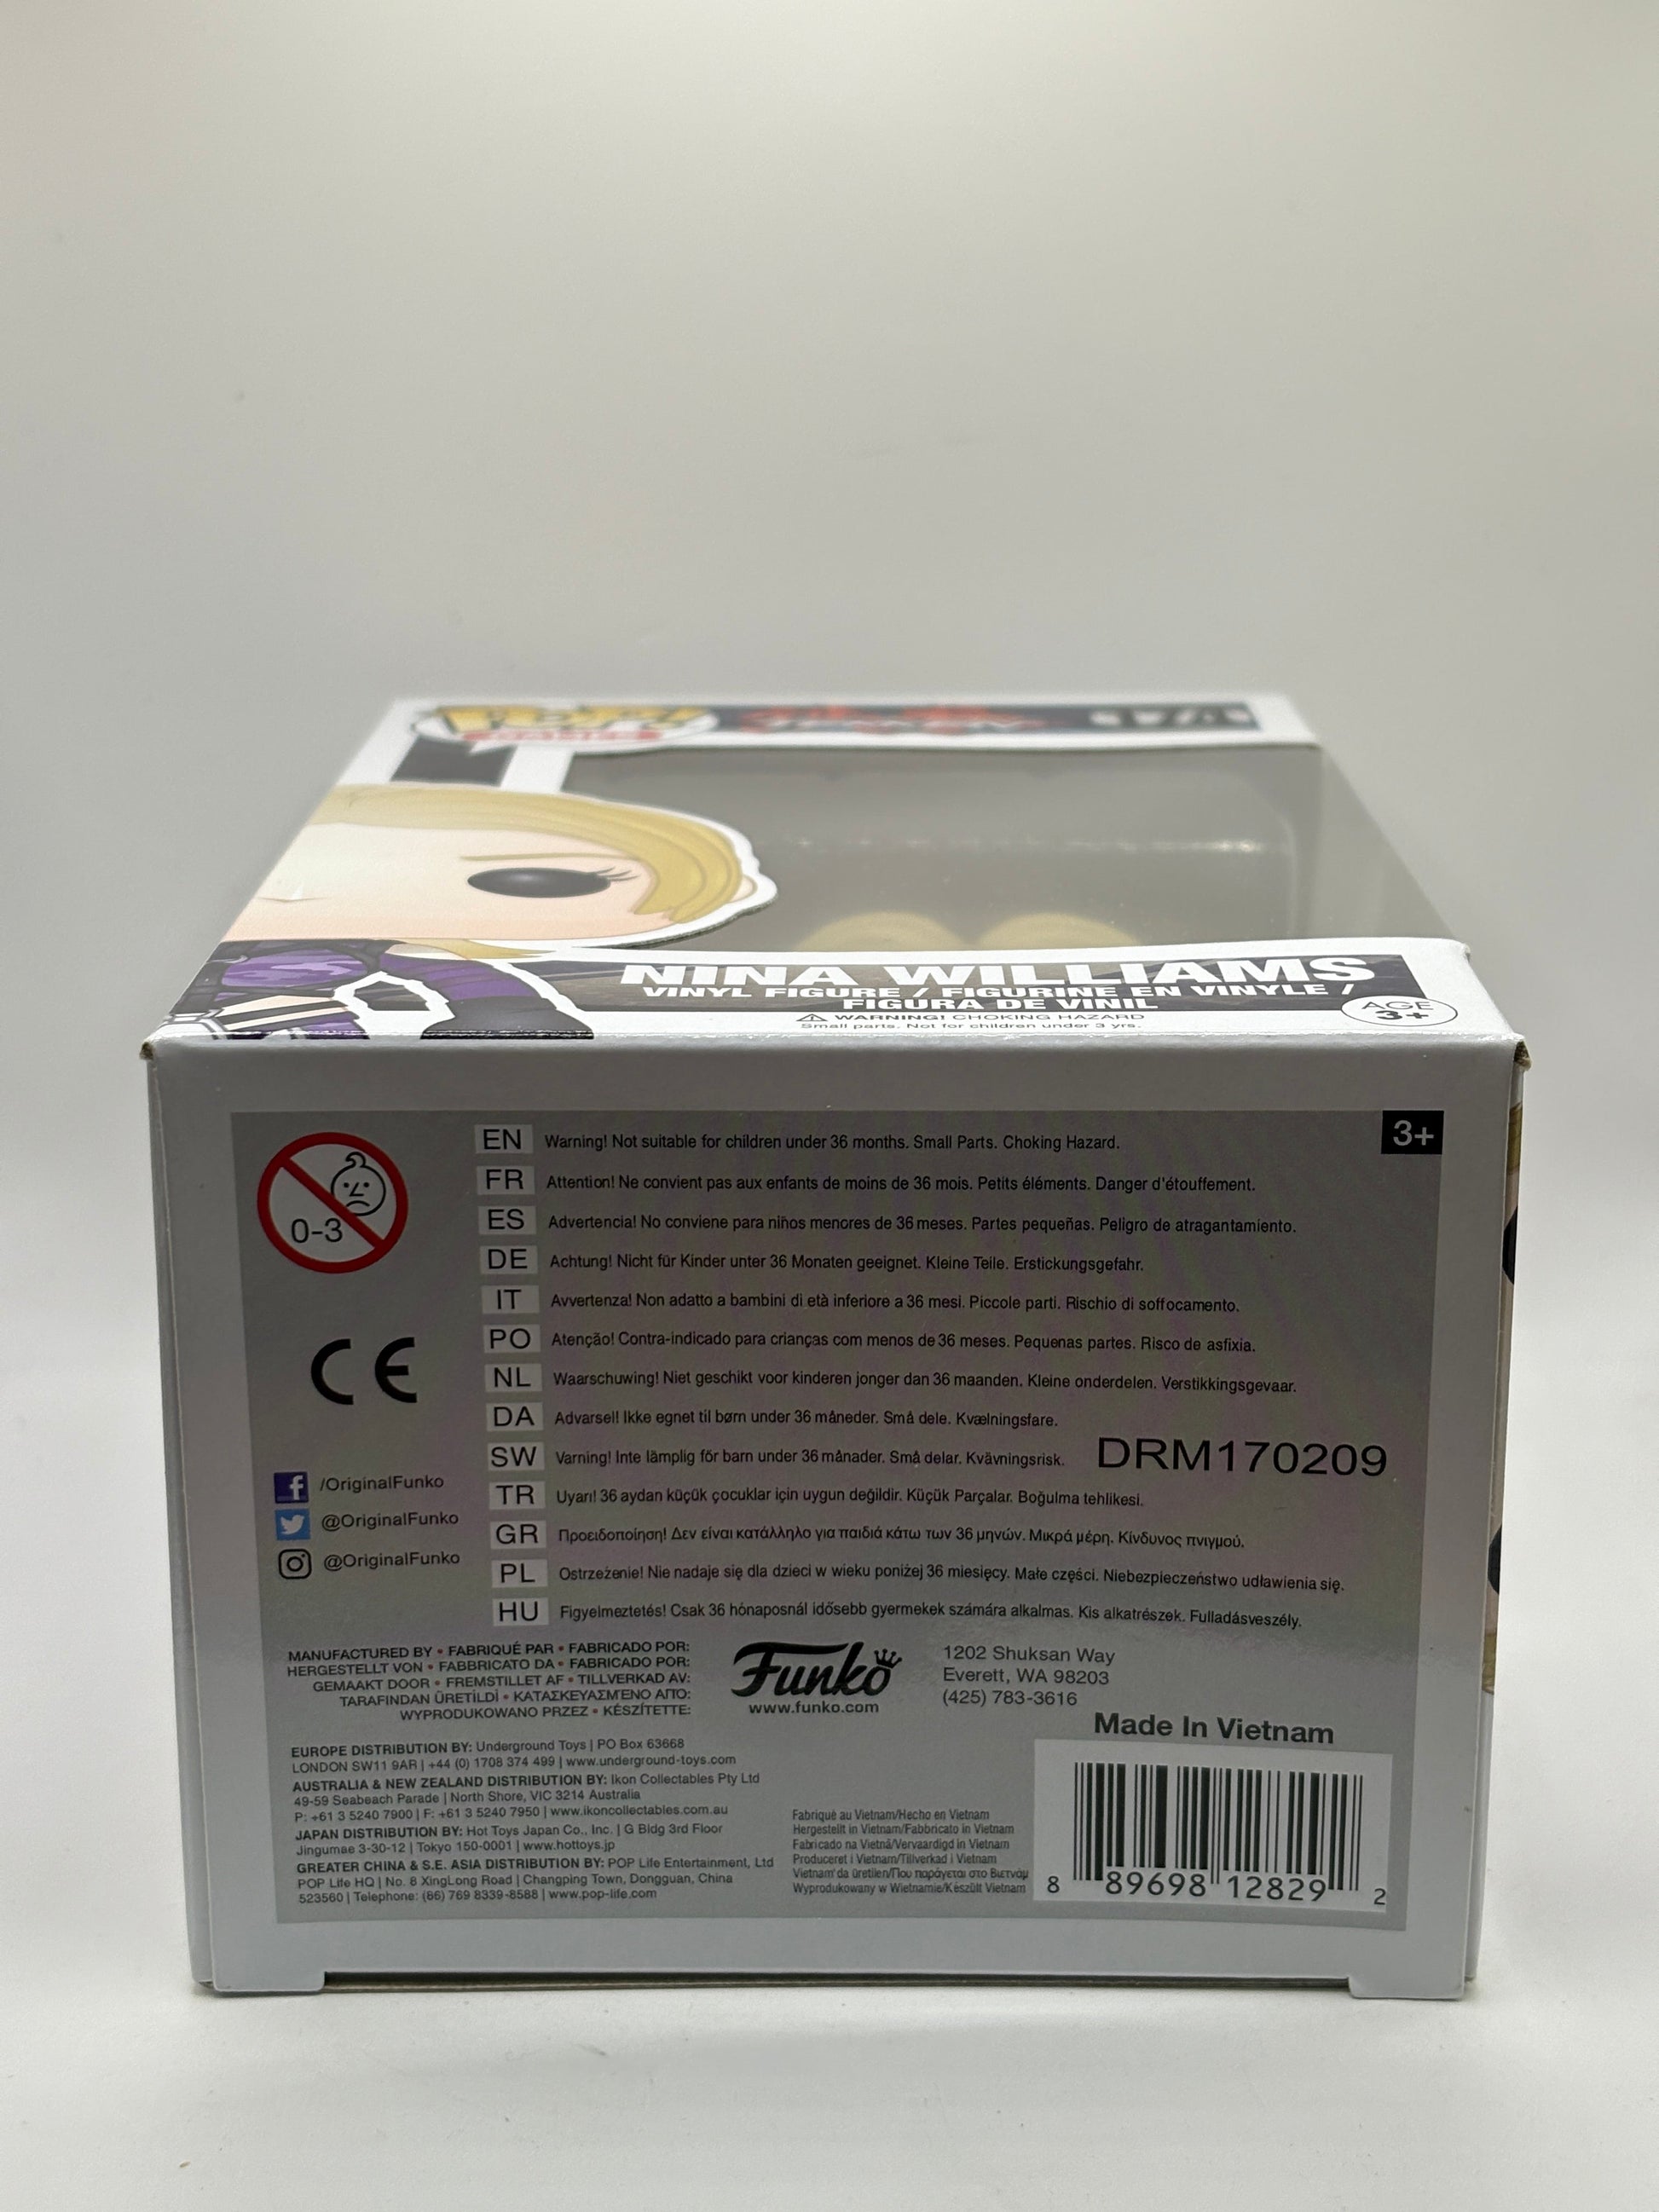 POP!
TEKKEN
174
NINA WILLIAMS
VINYL FIGURE / FIGURINE EN VINYLE /
FIGURA DE VINIL
AGE
3+
WARNING! CHOKING HAZARD
Small parts. Not for children under 3 yrs.
3+
0-3
EN Warning! Not suitable for children under 36 months. Small Parts. Choking Hazard.
FR Attention! Ne convient pas aux enfants de moins de 36 mois. Petits éléments. Danger d'étouffement.
ES Advertencia! No conviene para niños menores de 36 meses. Partes pequeñas. Peligro de atragantamiento.
DE Achtung! Nicht für Kinder unter 36 Monaten geeignet. Kleine Teile. Erstickungsgefahr.
IT Avvertenza! Non adatto a bambini di età inferiore a 36 mesi. Piccole parti. Rischio di soffocamento.
PO Atenção! Contra-indicado para crianças com menos de 36 meses. Pequenas partes. Risco de asfixia.
NL Waarschuwing! Niet geschikt voor kinderen jonger dan 36 maanden. Kleine onderdelen. Verstikkingsgevaar.
DA Advarsel! Ikke egnet til børn under 36 måneder. Små dele. Kvælningsfare.
SW Varning! Inte lämplig för barn under 36 månader. Små delar. Kvävningsrisk.
DRM170209
TR Uyarı! 36 aydan küçük çocuklar için uygun değildir. Küçük Parçalar. Boğulma tehlikesi.
GR Προειδοποίηση! Δεν είναι κατάλληλο για παιδιά κάτω των 36 μηνών. Μικρά μέρη. Κίνδυνος πνιγμού.
PL Ostrzeżenie! Nie nadaje się dla dzieci w wieku poniżej 36 miesięcy. Małe części. Niebezpieczeństwo udławienia się.
HU Figyelmeztetés! Csak 36 hónaposnál idősebb gyermekek számára alkalmas. Kis alkatrészek. Fulladásveszély.
CE
/OriginalFunko
@OriginalFunko
@OriginalFunko
MANUFACTURED BY • FABRIQUÉ PAR • FABRICADO POR:
HERGESTELLT VON • FABBRICATO DA • FABRICADO POR:
GEMAAKT DOOR • FREMSTILLET AF • TILLVERKAD AV:
TARAFINDAN ÜRETİLDİ • ΚΑΤΑΣΚΕΥΑΣΜΈΝΟ ΑΠΌ:
WYPRODUKOWANO PRZEZ • KÉSZÍTETTE:
Funko
www.funko.com
1202 Shuksan Way
Everett, WA 98203
(425) 783-3616
Made In Vietnam
EUROPE DISTRIBUTION BY: Underground Toys | PO Box 63668
LONDON SW11 9AR | +44 (0) 1708 374 499 | www.underground-toys.com
AUSTRALIA & NEW ZEALAND DISTRIBUTION BY: Ikon Collectables Pty Ltd
49-59 Seabeach Parade | North Shore, VIC 3214 Australia
P: +61 3 5240 7900 | F: +61 3 5240 7950 | www.ikoncollectables.com.au
JAPAN DISTRIBUTION BY: Hot Toys Japan Co., Inc. | G Bldg 3rd Floor
Jingumae 3-30-12 | Tokyo 150-0001 | www.hottoys.jp
GREATER CHINA & S.E. ASIA DISTRIBUTION BY: POP Life Entertainment, Ltd
POP Life HQ | No. 8 XingLong Road | Changping Town, Dongguan, China
523560 | Telephone: (86) 769 8339-8588 | www.pop-life.com
Fabriqué au Vietnam/Hecho en Vietnam
Hergestellt in Vietnam/Fabbricato in Vietnam
Fabricado na Vietnã/Vervaardigd in Vietnam
Produceret i Vietnam/Tillverkad i Vietnam
Vietnam'da üretilen/Που παράγεται στο Βιετνάμ
Wyprodukowany w Wietnamie/Készült Vietnam
8 89698 12829 2